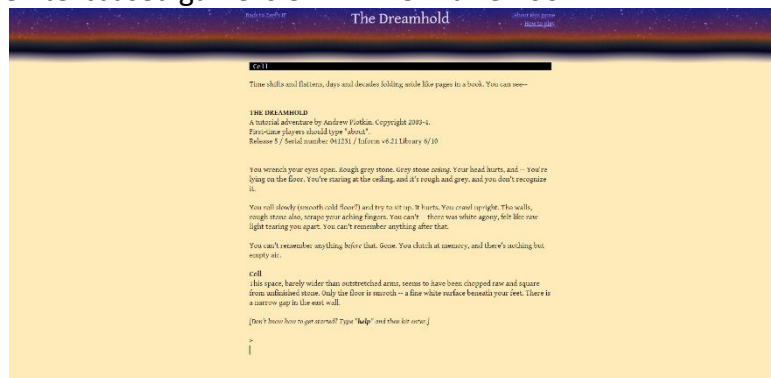 Back to Zarf's IF
The Dreamhold
About this game
How to play
Cell
Time shifts and flattens, days and decades folding aside like pages in a book. You can see--
THE DREAMHOLD
A tutorial adventure by Andrew Plotkin. Copyright 2003-4.
First-time players should type "about".
Release 5 / Serial number 041231 / Inform v6.21 Library 6/10
You wrench your eyes open. Rough grey stone. Grey stone ceiling. Your head hurts, and -- You're
lying on the floor. You're staring at the ceiling, and it's rough and grey, and you don't recognize
it.
You roll slowly (smooth cold floor?) and try to sit up. It hurts. You crawl upright. The walls,
rough stone also, scrape your aching fingers. You can't -- there was white agony, felt like raw
light tearing you apart. You can't remember anything after that.
You can't remember anything before that. Gone. You clutch at memory, and there's nothing but
empty air.
Cell
This space, barely wider than outstretched arms, seems to have been chopped raw and square
from unfinished stone. Only the floor is smooth -- a fine white surface beneath your feet. There is
a narrow gap in the east wall.
[Don't know how to get started? Type "help" and then hit enter.]
>